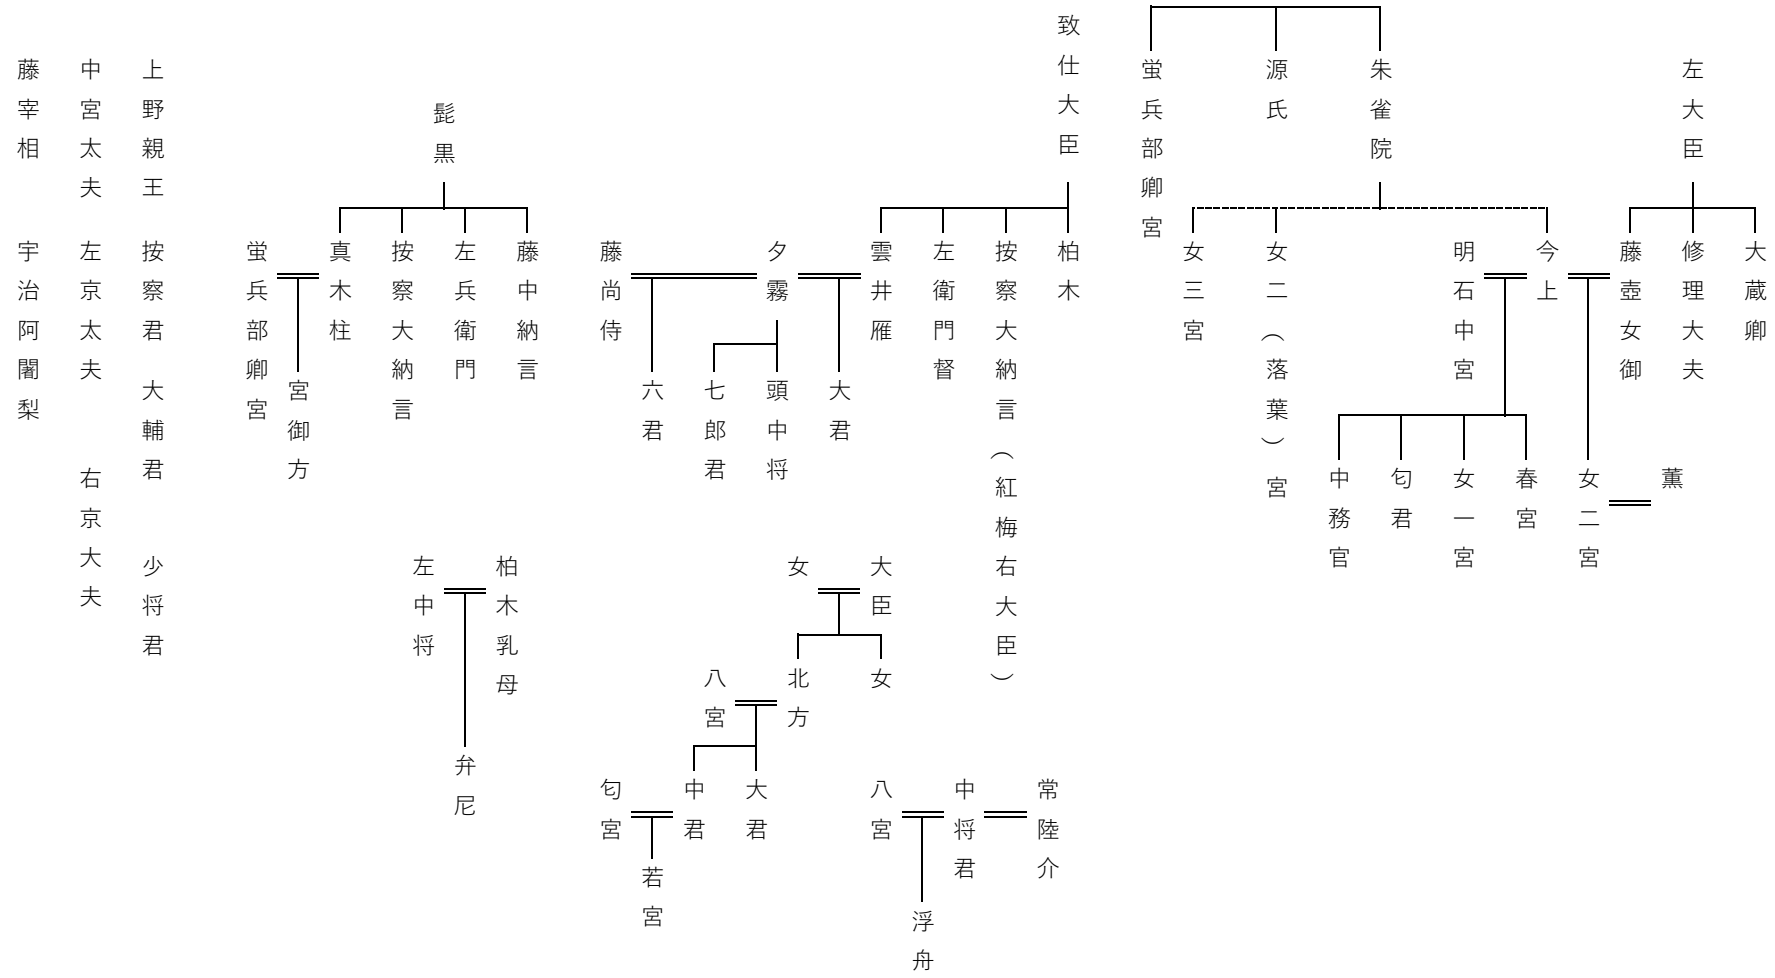 左大臣
大蔵卿
修理大夫
藤壺女御
薫
女二宮
朱雀院
源氏
蛍兵部卿宮
今上
明石中宮
春宮
女一宮
匂君
中務官
女二（落葉）宮
女三宮
致仕大臣
柏木
按察大納言（紅梅右大臣）
左衛門督
雲井雁
夕霧
藤尚侍
大君
頭中将
七郎君
六君
髭黒
藤中納言
左兵衛門
按察大納言
真木柱
蛍兵部卿宮
宮御方
大臣
女
女
北方
八宮
大君
中君
匂宮
若宮
常陸介
中将君
八宮
浮舟
柏木乳母
左中将
弁尼
上野親王
按察君
大輔君
少将君
中宮太夫
左京太夫
右京大夫
藤宰相
宇治阿闍梨